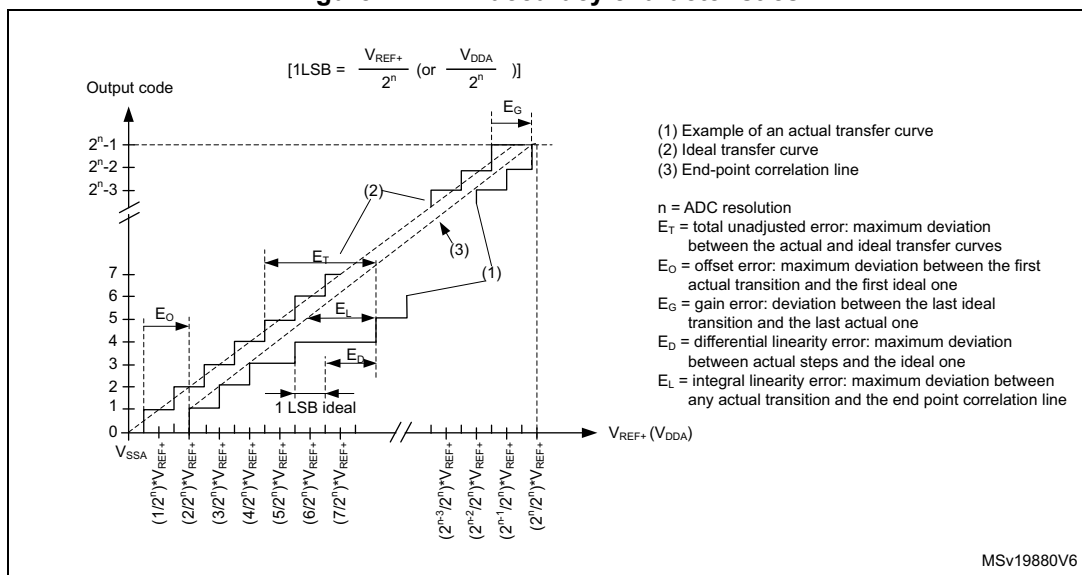 [1LSB = V_REF+ / 2^n (or V_DDA / 2^n )]
Output code
E_G
2^n-1
2^n-2
2^n-3
7
6
5
4
3
2
1
0
(2)
(3)
(1)
E_T
E_L
E_O
E_D
1 LSB ideal
V_SSA
(1/2^n)*V_REF+
(2/2^n)*V_REF+
(3/2^n)*V_REF+
(4/2^n)*V_REF+
(5/2^n)*V_REF+
(6/2^n)*V_REF+
(7/2^n)*V_REF+
(2^n-3/2^n)*V_REF+
(2^n-2/2^n)*V_REF+
(2^n-1/2^n)*V_REF+
(2^n/2^n)*V_REF+
V_REF+ (V_DDA)
(1) Example of an actual transfer curve
(2) Ideal transfer curve
(3) End-point correlation line
n = ADC resolution
E_T = total unadjusted error: maximum deviation
between the actual and ideal transfer curves
E_O = offset error: maximum deviation between the first
actual transition and the first ideal one
E_G = gain error: deviation between the last ideal
transition and the last actual one
E_D = differential linearity error: maximum deviation
between actual steps and the ideal one
E_L = integral linearity error: maximum deviation between
any actual transition and the end point correlation line
MSv19880V6